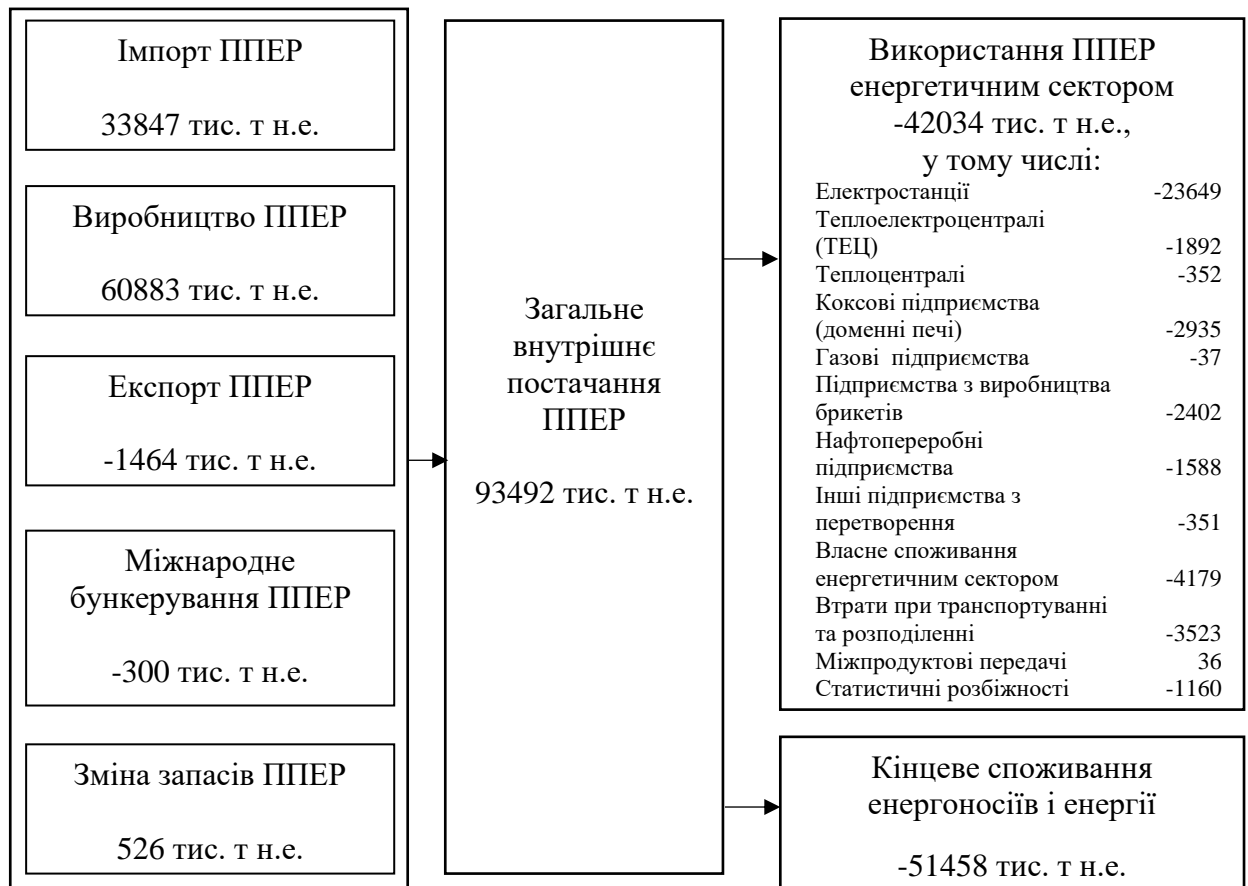 Імпорт ППЕР
33847 тис. т н.е.
Виробництво ППЕР
60883 тис. т н.е.
Експорт ППЕР
-1464 тис. т н.е.
Міжнародне
бункерування ППЕР
-300 тис. т н.е.
Зміна запасів ППЕР
526 тис. т н.е.
Загальне
внутрішнє
постачання
ППЕР
93492 тис. т н.е.
Використання ППЕР
енергетичним сектором
-42034 тис. т н.е.,
у тому числі:
Електростанції -23649
Теплоелектроцентралі
(ТЕЦ) -1892
Теплоцентралі -352
Коксові підприємства
(доменні печі) -2935
Газові підприємства -37
Підприємства з виробництва
брикетів -2402
Нафтопереробні
підприємства -1588
Інші підприємства з
перетворення -351
Власне споживання
енергетичним сектором -4179
Втрати при транспортуванні
та розподіленні -3523
Міжпродуктові передачі 36
Статистичні розбіжності -1160
Кінцеве споживання
енергоносіїв і енергії
-51458 тис. т н.е.